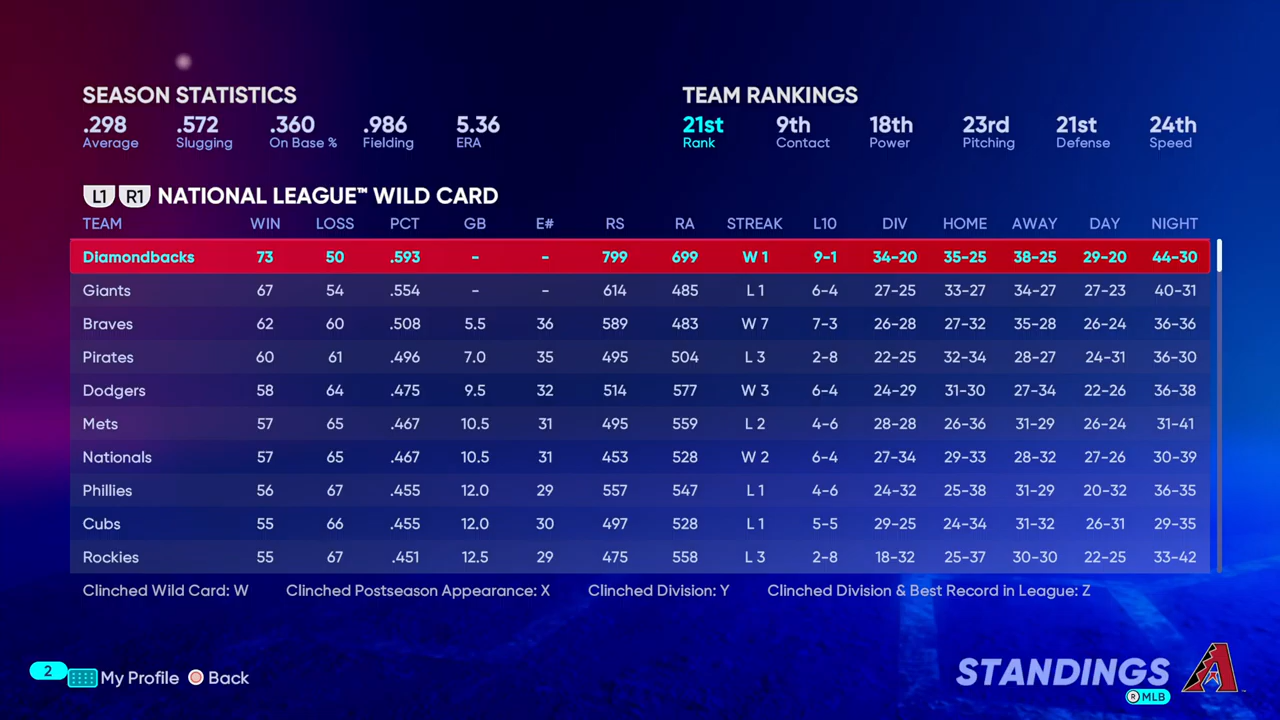 SEASON STATISTICS
.298 .572 .360 .986 5.36
Average Slugging On Base % Fielding ERA
TEAM RANKINGS
21st 9th 18th 23rd 21st 24th
Rank Contact Power Pitching Defense Speed
L1 R1 NATIONAL LEAGUE™ WILD CARD
TEAM WIN LOSS PCT GB E# RS RA STREAK L10 DIV HOME AWAY DAY NIGHT
Diamondbacks 73 50 .593 - - 799 699 W 1 9-1 34-20 35-25 38-25 29-20 44-30
Giants 67 54 .554 - - 614 485 L 1 6-4 27-25 33-27 34-27 27-23 40-31
Braves 62 60 .508 5.5 36 589 483 W 7 7-3 26-28 27-32 35-28 26-24 36-36
Pirates 60 61 .496 7.0 35 495 504 L 3 2-8 22-25 32-34 28-27 24-31 36-30
Dodgers 58 64 .475 9.5 32 514 577 W 3 6-4 24-29 31-30 27-34 22-26 36-38
Mets 57 65 .467 10.5 31 495 559 L 2 4-6 28-28 26-36 31-29 26-24 31-41
Nationals 57 65 .467 10.5 31 453 528 W 2 6-4 27-34 29-33 28-32 27-26 30-39
Phillies 56 67 .455 12.0 29 557 547 L 1 4-6 24-32 25-38 31-29 20-32 36-35
Cubs 55 66 .455 12.0 30 497 528 L 1 5-5 29-25 24-34 31-32 26-31 29-35
Rockies 55 67 .451 12.5 29 475 558 L 3 2-8 18-32 25-37 30-30 22-25 33-42
Clinched Wild Card: W Clinched Postseason Appearance: X Clinched Division: Y Clinched Division & Best Record in League: Z
2 My Profile Back
STANDINGS
R MLB